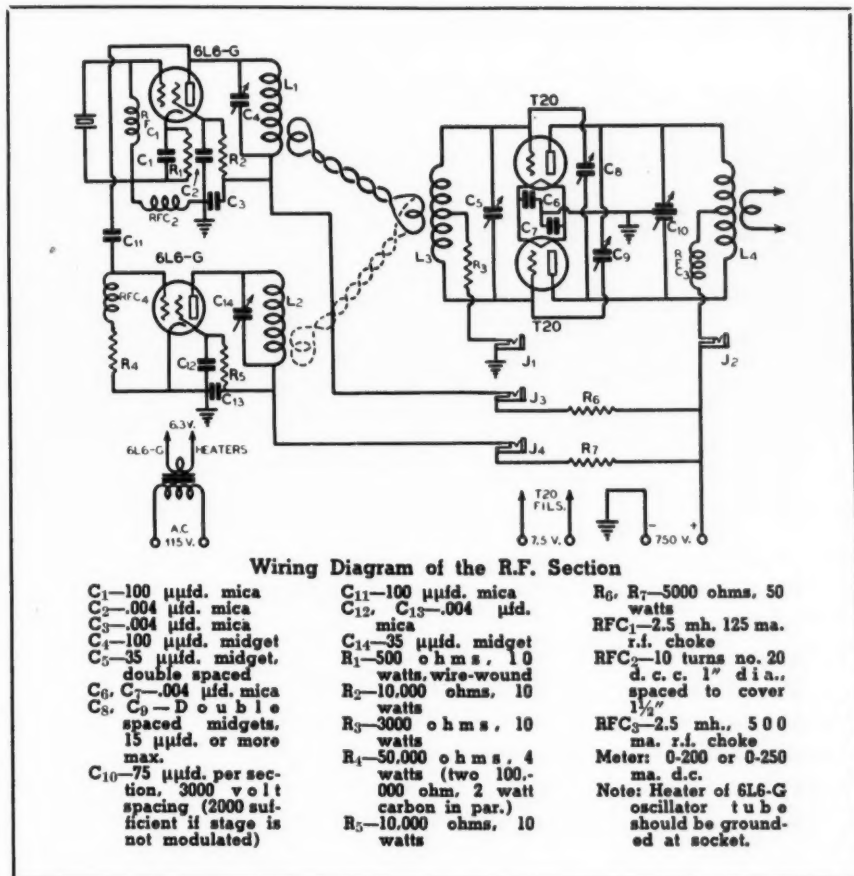 6L6-G
L1
RFC1
C4
C1
R1
C2
R2
RFC2
C3
C11
6L6-G
L2
RFC4
C14
R4
C12
R5
C13
T20
C8
C5
C6
C7
C10
L3
R3
C9
RFC3
L4
T20
J1
J2
J3
R6
J4
R7
6.3V.
6L6-G HEATERS
A.C
115 V.
T20
FILS.
7.5 V.
- +
750 V.
Wiring Diagram of the R.F. Section
C1—100 μμfd. mica
C2—.004 μfd. mica
C3—.004 μfd. mica
C4—100 μμfd. midget
C5—35 μμfd. midget,
double spaced
C6, C7—.004 μfd. mica
C8, C9—Double
spaced midgets,
15 μμfd. or more
max.
C10—75 μμfd. per sec-
tion, 3000 volt
spacing (2000 suf-
ficient if stage is
not modulated)
C11—100 μμfd. mica
C12, C13—.004 μfd.
mica
C14—35 μμfd. midget
R1—500 ohms, 10
watts, wire-wound
R2—10,000 ohms, 10
watts
R3—3000 ohms, 10
watts
R4—50,000 ohms, 4
watts (two 100,-
000 ohm, 2 watt
carbon in par.)
R5—10,000 ohms, 10
watts
R6, R7—5000 ohms, 50
watts
RFC1—2.5 mh. 125 ma.
r.f. choke
RFC2—10 turns no. 20
d.c.c. 1" dia.,
spaced to cover
1½"
RFC3—2.5 mh., 500
ma. r.f. choke
Meter: 0-200 or 0-250
ma. d.c.
Note: Heater of 6L6-G
oscillator tube
should be ground-
ed at socket.